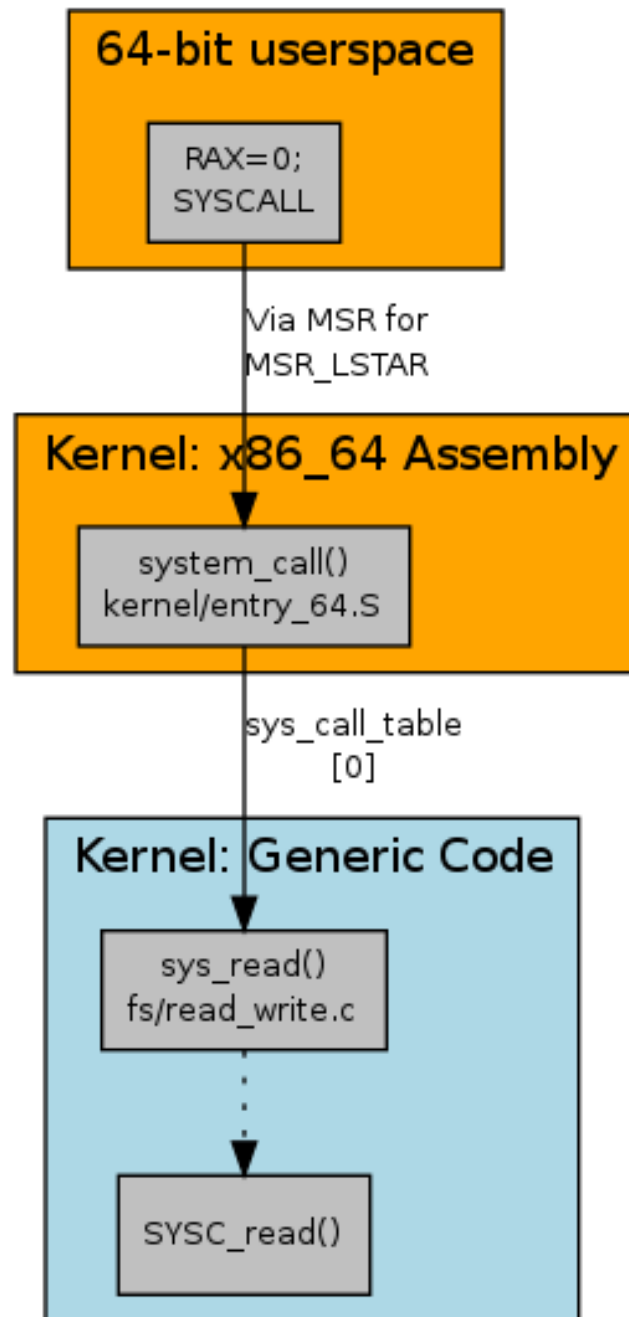 64-bit userspace
RAX=0;
SYSCALL
Via MSR for
MSR_LSTAR
Kernel: x86_64 Assembly
system_call()
kernel/entry_64.S
sys_call_table
[0]
Kernel: Generic Code
sys_read()
fs/read_write.c
SYSC_read()